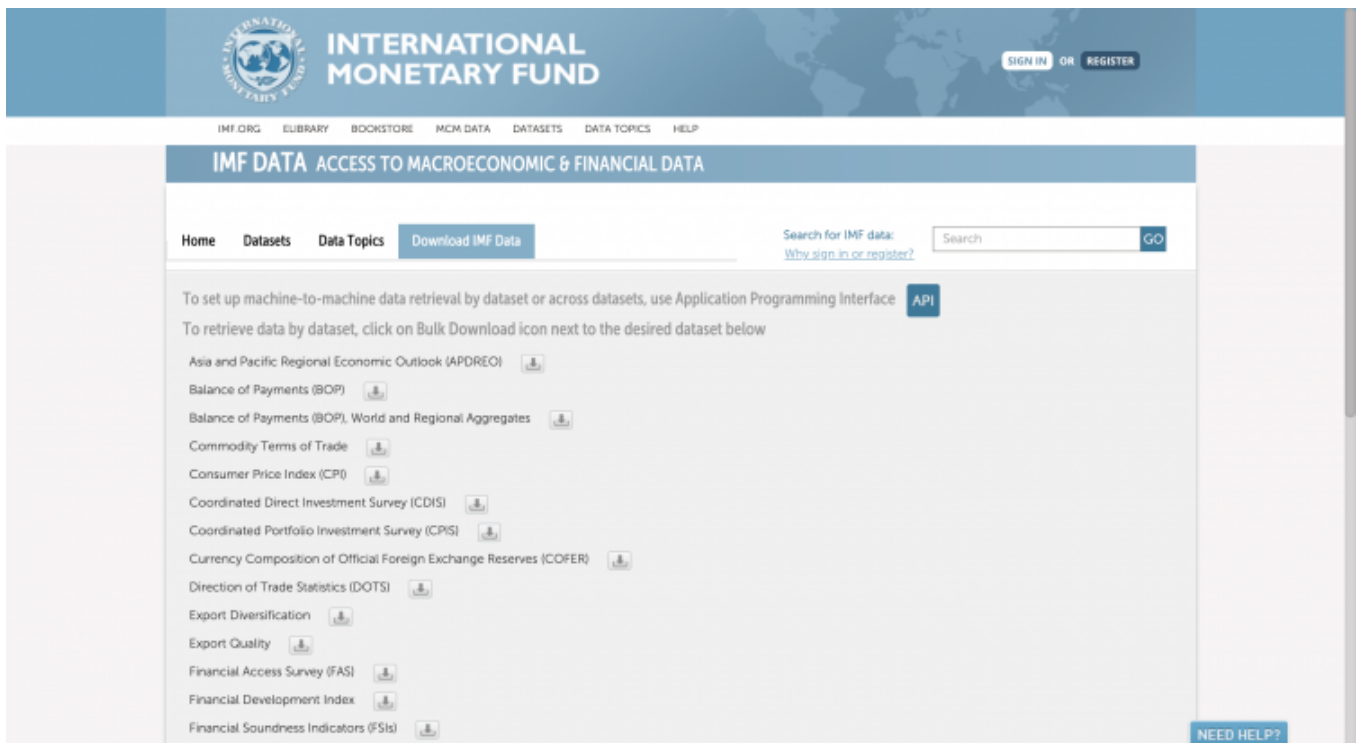 INTERNATIONAL
MONETARY FUND
INTERNATIONAL MONETARY FUND
SIGN IN OR REGISTER
IMF.ORG ELIBRARY BOOKSTORE MCM DATA DATASETS DATA TOPICS HELP
IMF DATA ACCESS TO MACROECONOMIC & FINANCIAL DATA
Home Datasets Data Topics Download IMF Data
Search for IMF data:
Why sign in or register?
Search GO
To set up machine-to-machine data retrieval by dataset or across datasets, use Application Programming Interface API
To retrieve data by dataset, click on Bulk Download icon next to the desired dataset below
Asia and Pacific Regional Economic Outlook (APDREO)
Balance of Payments (BOP)
Balance of Payments (BOP), World and Regional Aggregates
Commodity Terms of Trade
Consumer Price Index (CPI)
Coordinated Direct Investment Survey (CDIS)
Coordinated Portfolio Investment Survey (CPIS)
Currency Composition of Official Foreign Exchange Reserves (COFER)
Direction of Trade Statistics (DOTS)
Export Diversification
Export Quality
Financial Access Survey (FAS)
Financial Development Index
Financial Soundness Indicators (FSIs)
NEED HELP?